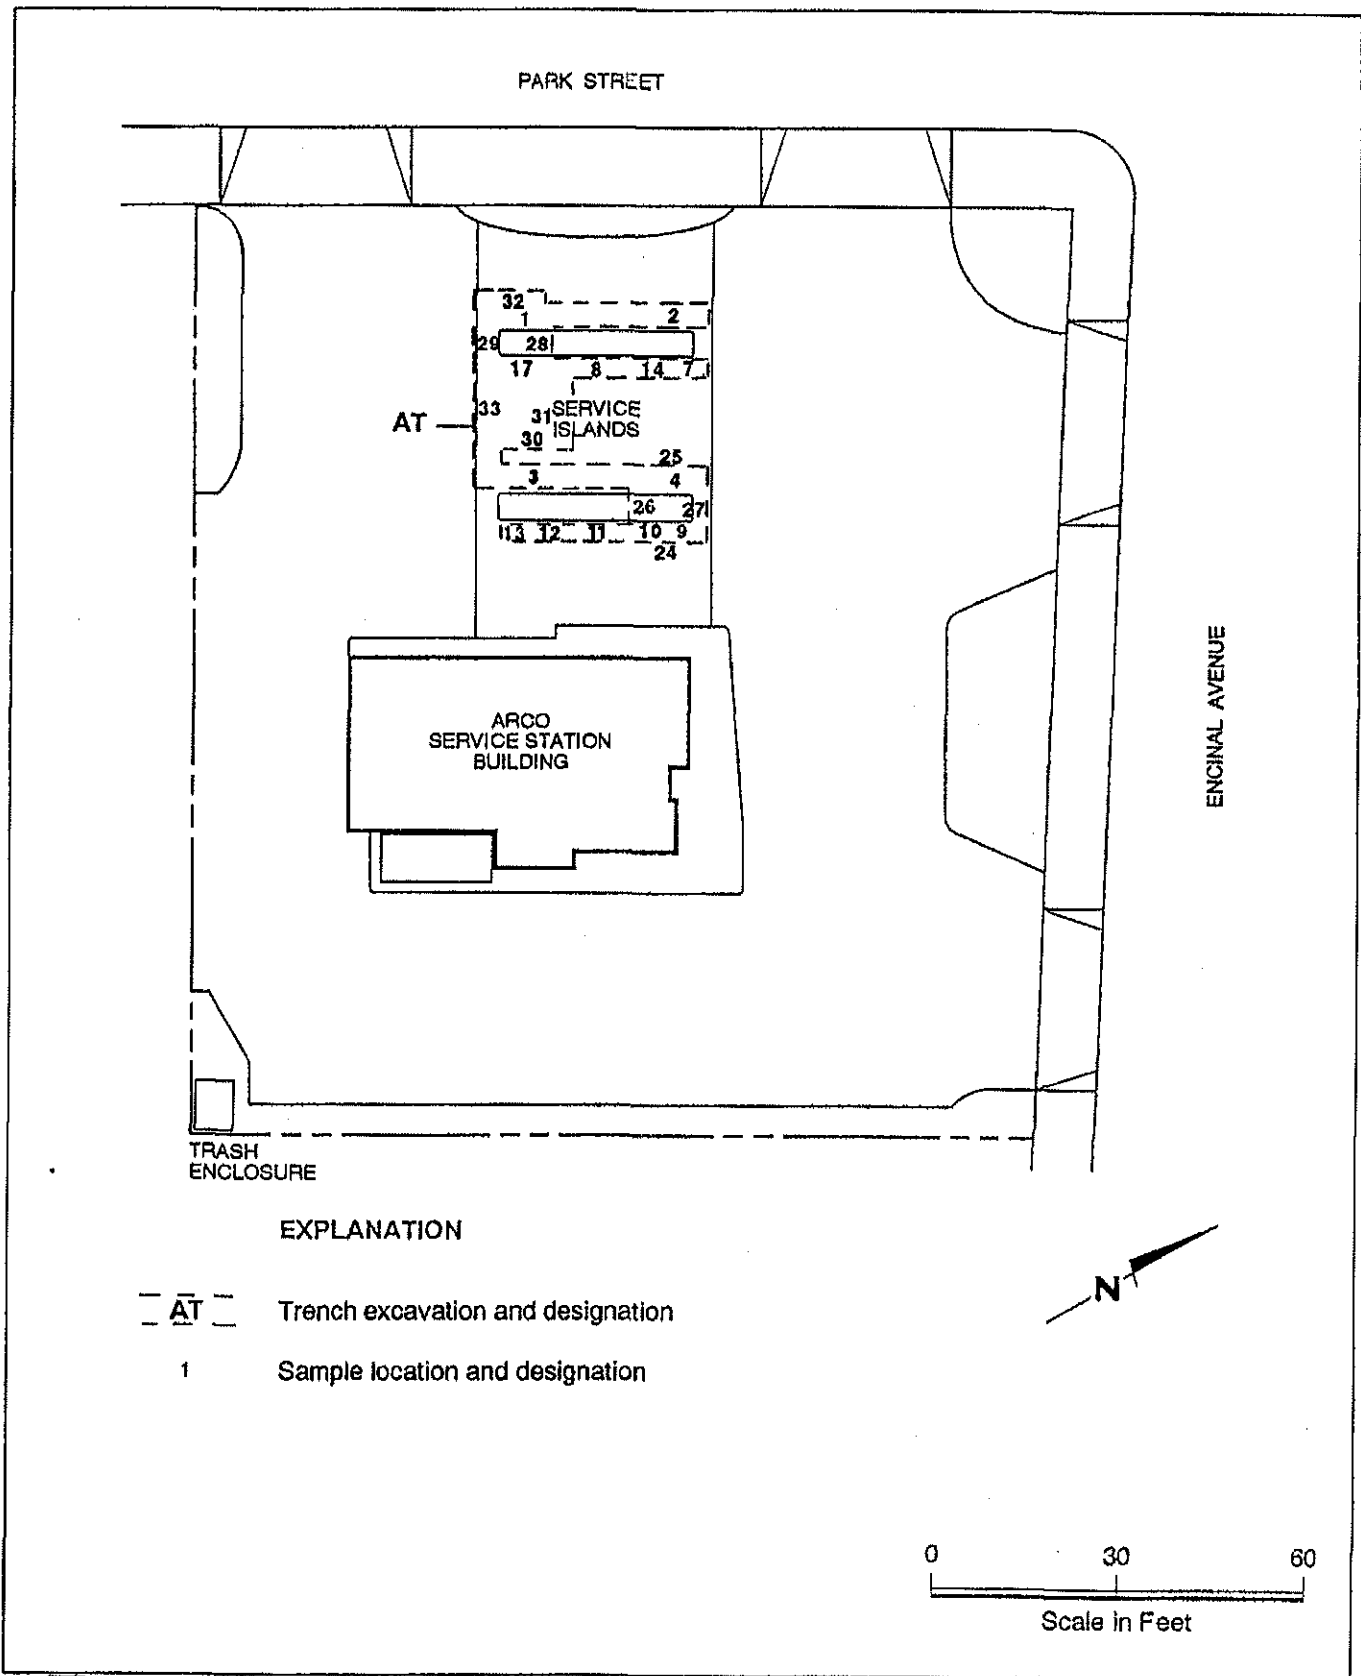 PARK STREET
32
1
2
29
28
17
8
14
7
33
AT
31
SERVICE
ISLANDS
30
25
3
4
26
27
13
12
11
10
9
24
ARCO
SERVICE STATION
BUILDING
ENCINAL AVENUE
TRASH
ENCLOSURE
EXPLANATION
AT Trench excavation and designation
1 Sample location and designation
N
0 30 60
Scale in Feet